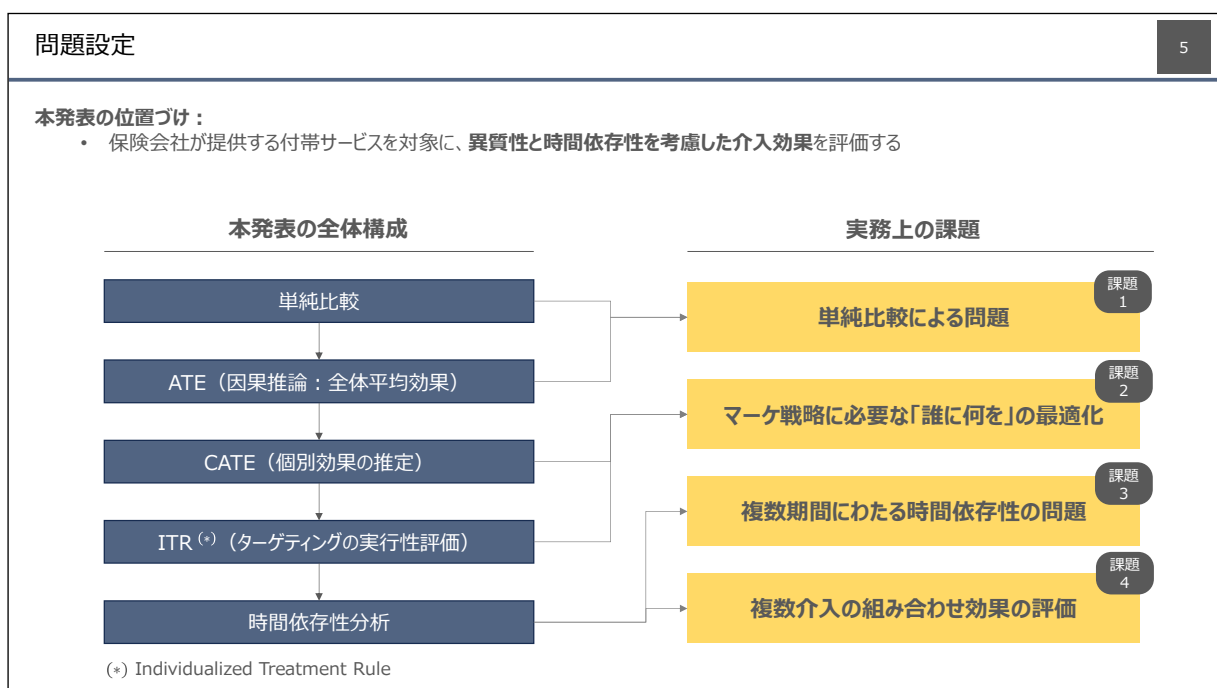 問題設定
5
本発表の位置づけ：
• 保険会社が提供する付帯サービスを対象に、異質性と時間依存性を考慮した介入効果を評価する
本発表の全体構成
単純比較
ATE（因果推論：全体平均効果）
CATE（個別効果の推定）
ITR (*)（ターゲティングの実行性評価）
時間依存性分析
(*) Individualized Treatment Rule
実務上の課題
課題
1
単純比較による問題
課題
2
マーケ戦略に必要な「誰に何を」の最適化
課題
3
複数期間にわたる時間依存性の問題
課題
4
複数介入の組み合わせ効果の評価